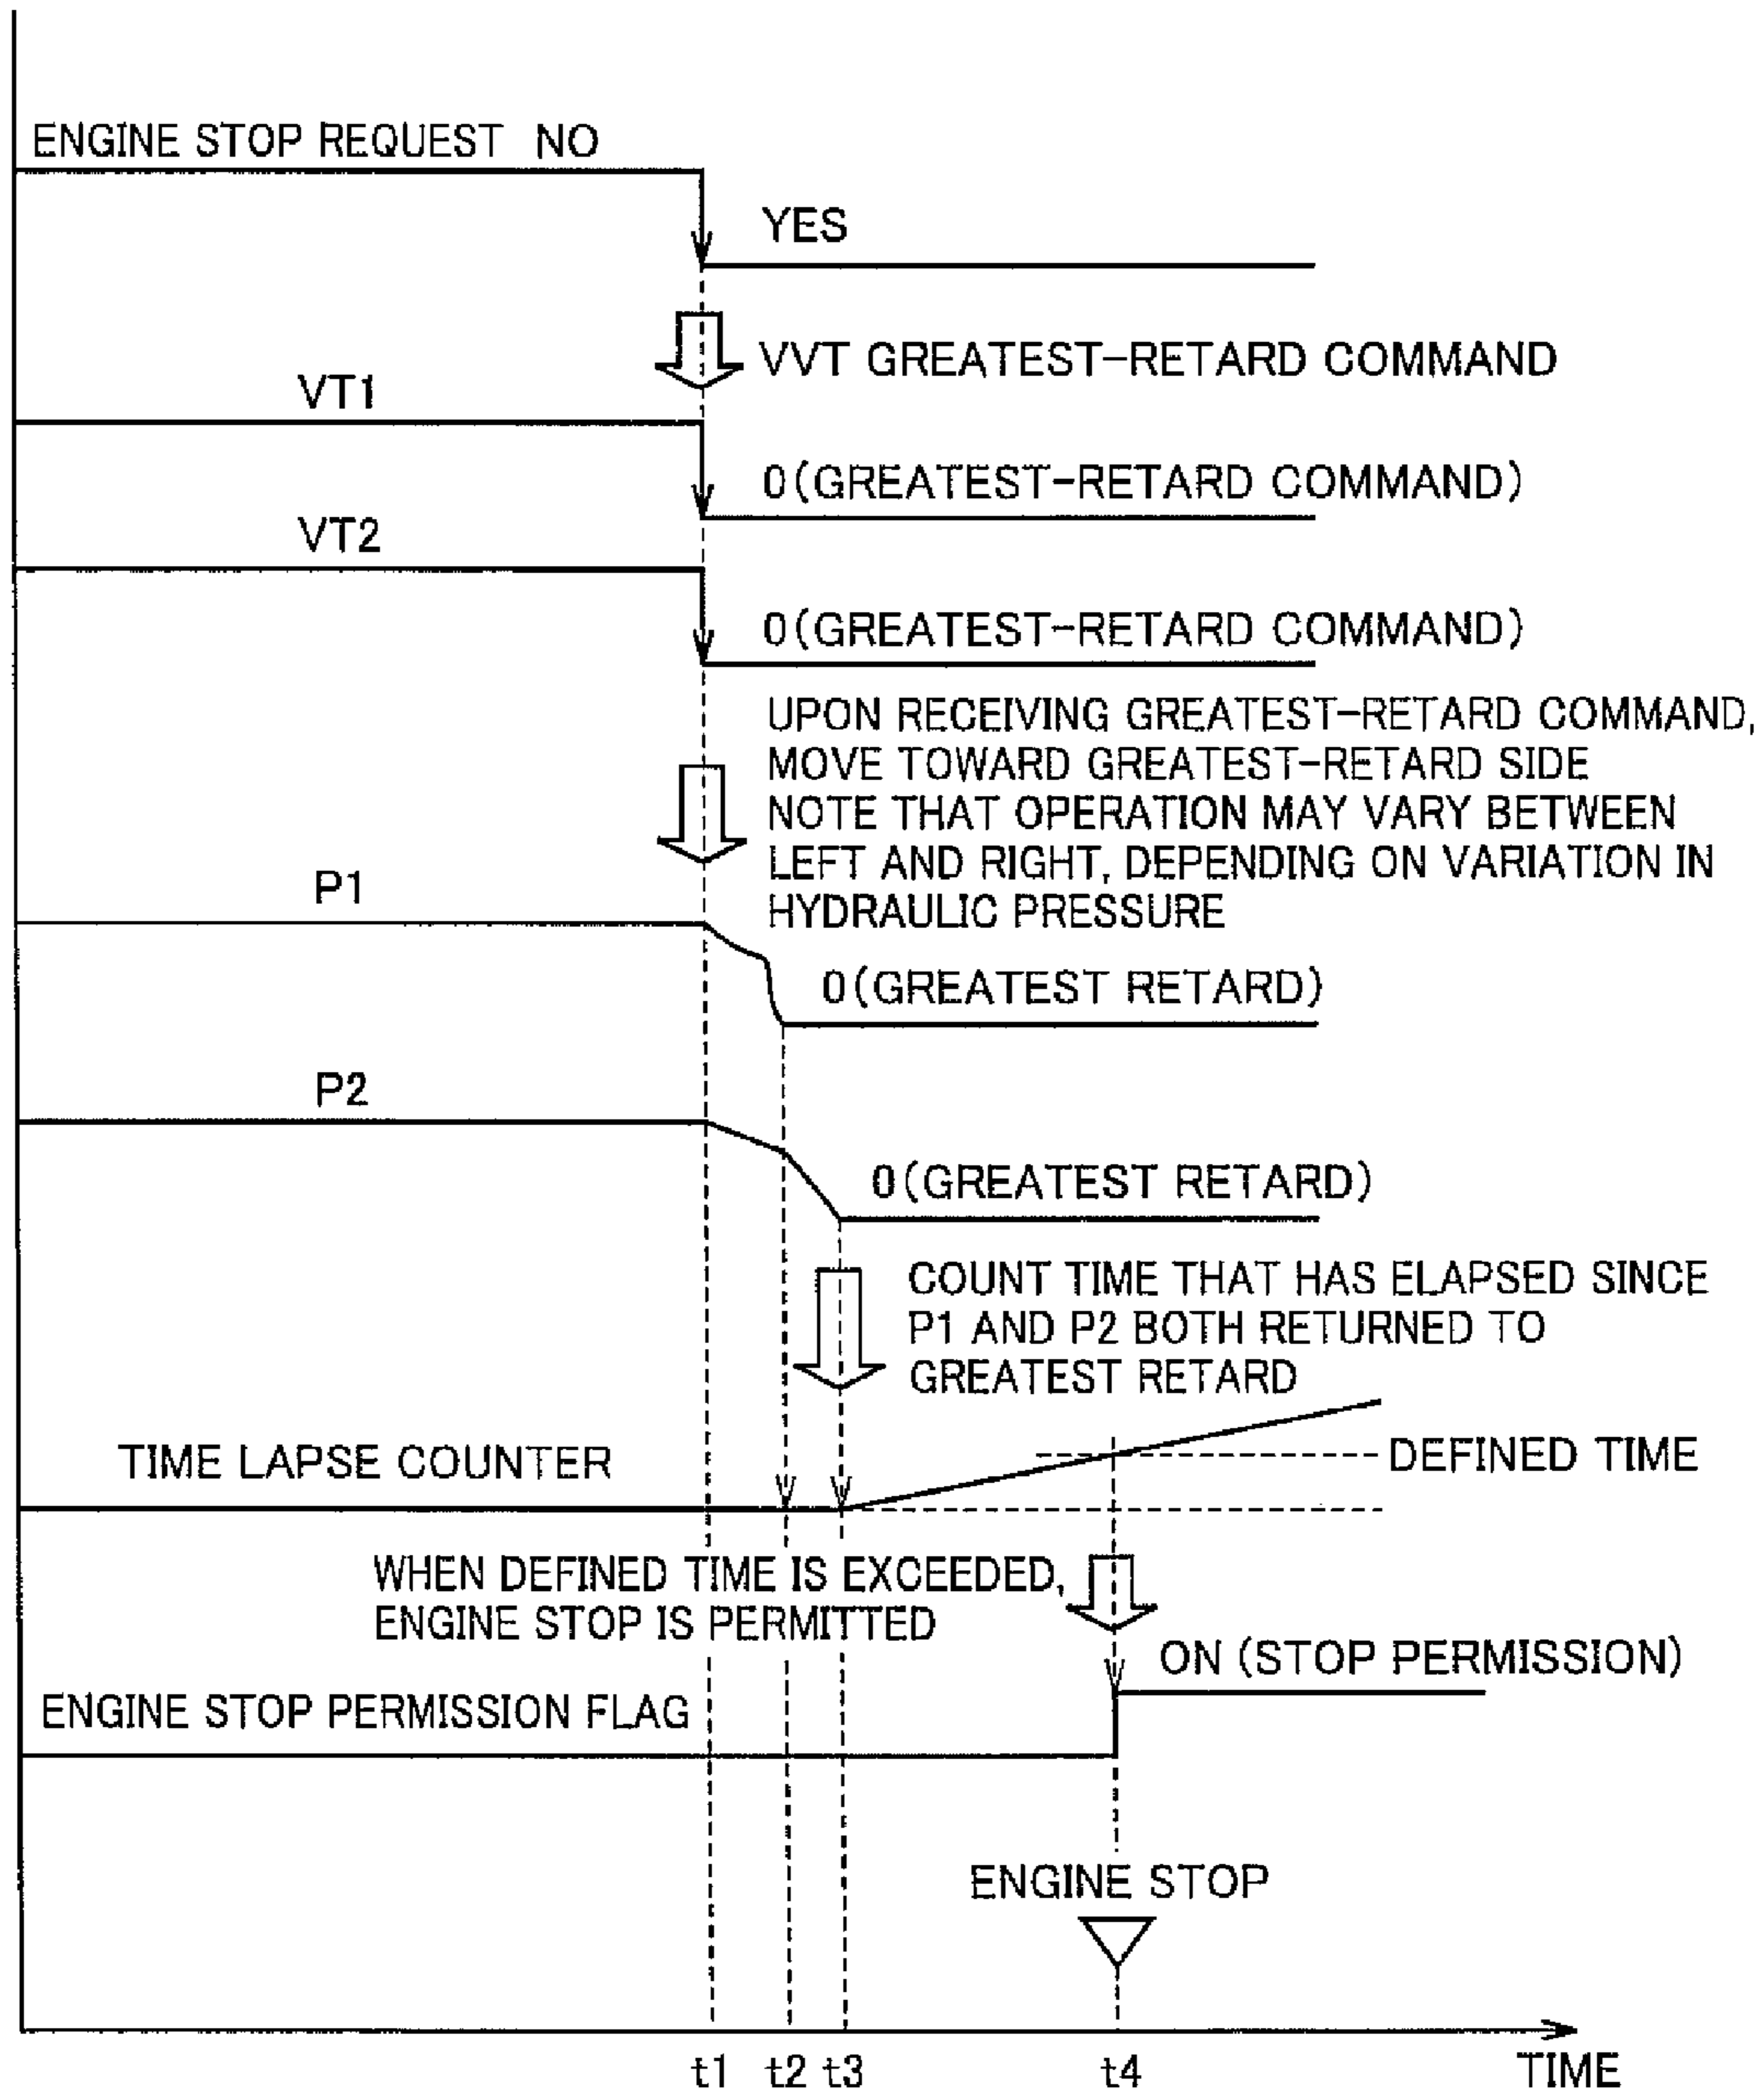 ENGINE STOP REQUEST NO
YES
VVT GREATEST-RETARD COMMAND
VT1
0(GREATEST-RETARD COMMAND)
VT2
0(GREATEST-RETARD COMMAND)
UPON RECEIVING GREATEST-RETARD COMMAND,
MOVE TOWARD GREATEST-RETARD SIDE
NOTE THAT OPERATION MAY VARY BETWEEN
LEFT AND RIGHT, DEPENDING ON VARIATION IN
HYDRAULIC PRESSURE
P1
0(GREATEST RETARD)
P2
0(GREATEST RETARD)
COUNT TIME THAT HAS ELAPSED SINCE
P1 AND P2 BOTH RETURNED TO
GREATEST RETARD
TIME LAPSE COUNTER
DEFINED TIME
WHEN DEFINED TIME IS EXCEEDED,
ENGINE STOP IS PERMITTED
ON (STOP PERMISSION)
ENGINE STOP PERMISSION FLAG
ENGINE STOP
t1 t2 t3 t4 TIME